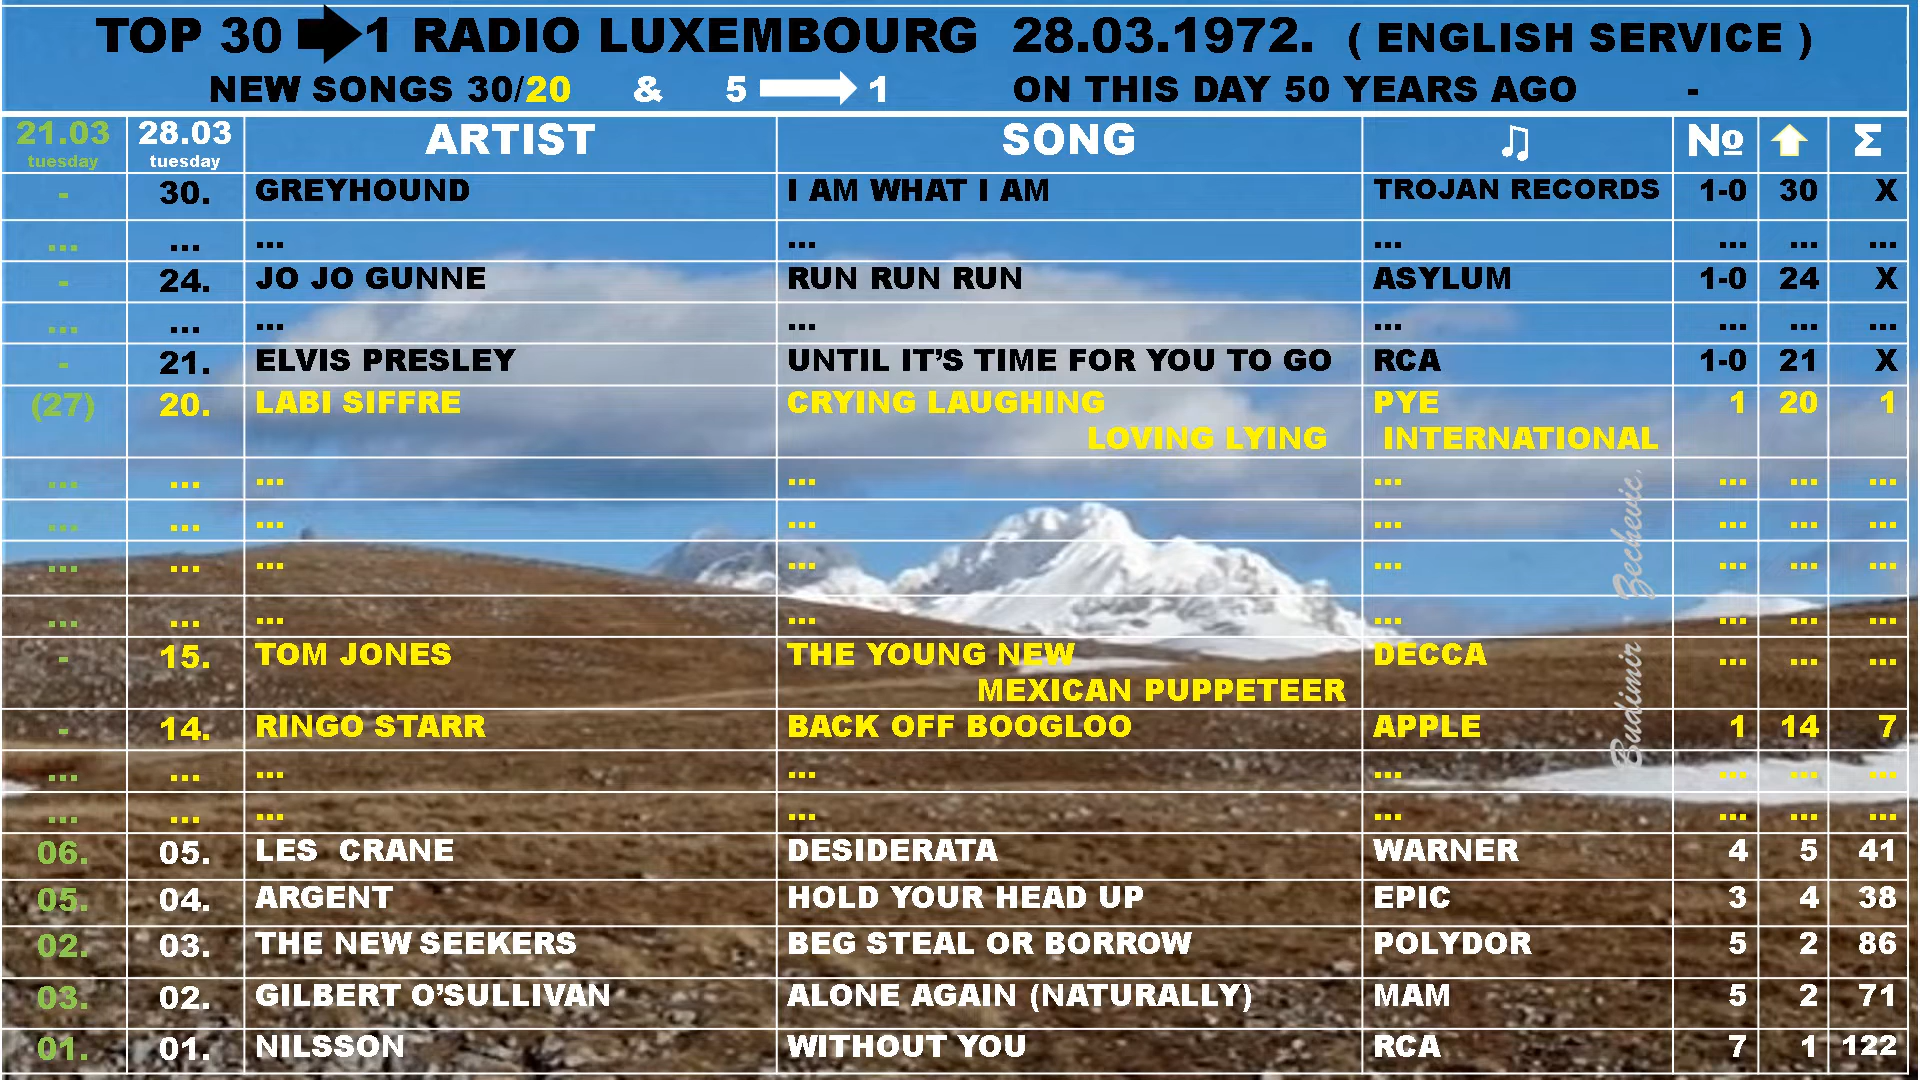 TOP 30 1 RADIO LUXEMBOURG 28.03.1972. ( ENGLISH SERVICE )
NEW SONGS 30/20 & 5 1 ON THIS DAY 50 YEARS AGO -
21.03 28.03 ARTIST SONG ♫ № Σ
tuesday tuesday
- 30. GREYHOUND I AM WHAT I AM TROJAN RECORDS 1-0 30 X
... ... ... ... ... ... ... ...
- 24. JO JO GUNNE RUN RUN RUN ASYLUM 1-0 24 X
... ... ... ... ... ... ... ...
- 21. ELVIS PRESLEY UNTIL IT’S TIME FOR YOU TO GO RCA 1-0 21 X
(27) 20. LABI SIFFRE CRYING LAUGHING PYE 1 20 1
LOVING LYING INTERNATIONAL
... ... ... ... ... ... ... ...
... ... ... ... ... ... ... ...
... ... ... ... ... ... ... ...
... ... ... ... ... ... ... ...
- 15. TOM JONES THE YOUNG NEW DECCA ... ... ...
MEXICAN PUPPETEER
- 14. RINGO STARR BACK OFF BOOGLOO APPLE 1 14 7
... ... ... ... ... ... ... ...
... ... ... ... ... ... ... ...
06. 05. LES CRANE DESIDERATA WARNER 4 5 41
05. 04. ARGENT HOLD YOUR HEAD UP EPIC 3 4 38
02. 03. THE NEW SEEKERS BEG STEAL OR BORROW POLYDOR 5 2 86
03. 02. GILBERT O’SULLIVAN ALONE AGAIN (NATURALLY) MAM 5 2 71
01. 01. NILSSON WITHOUT YOU RCA 7 1 122
Budimir - Zechevic.